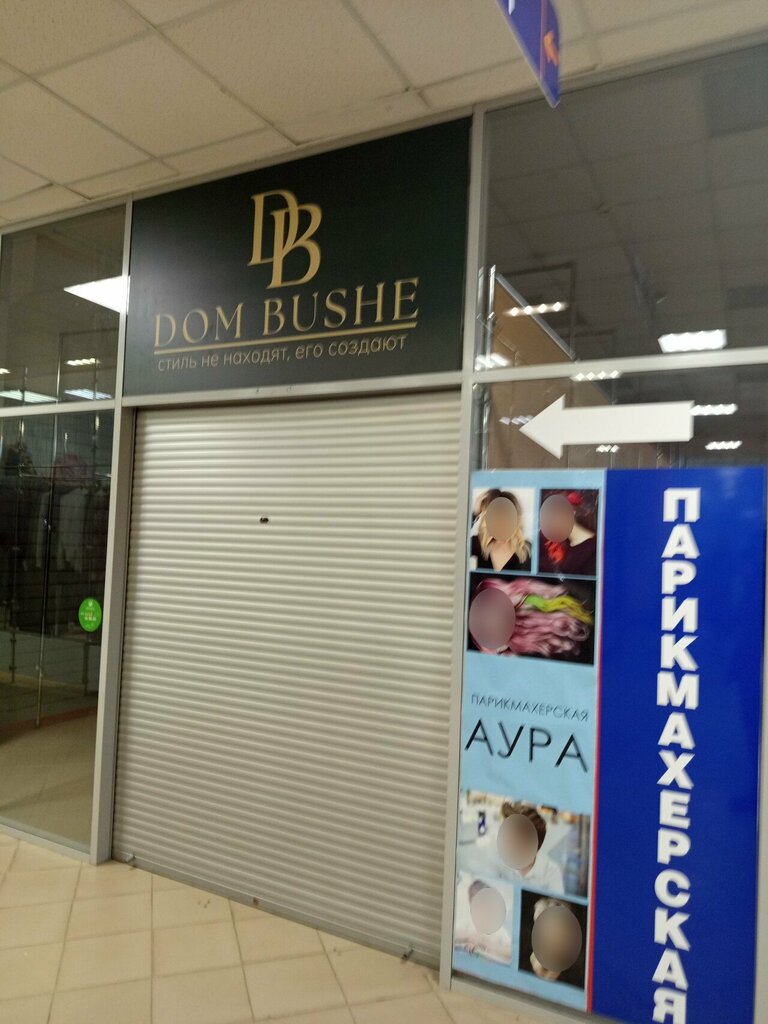 DB
DOM BUSHE
стиль не находят, его создают
ПАРИКМАХЕРСКАЯ
АУРА
ПАРИКМАХЕРСКАЯ